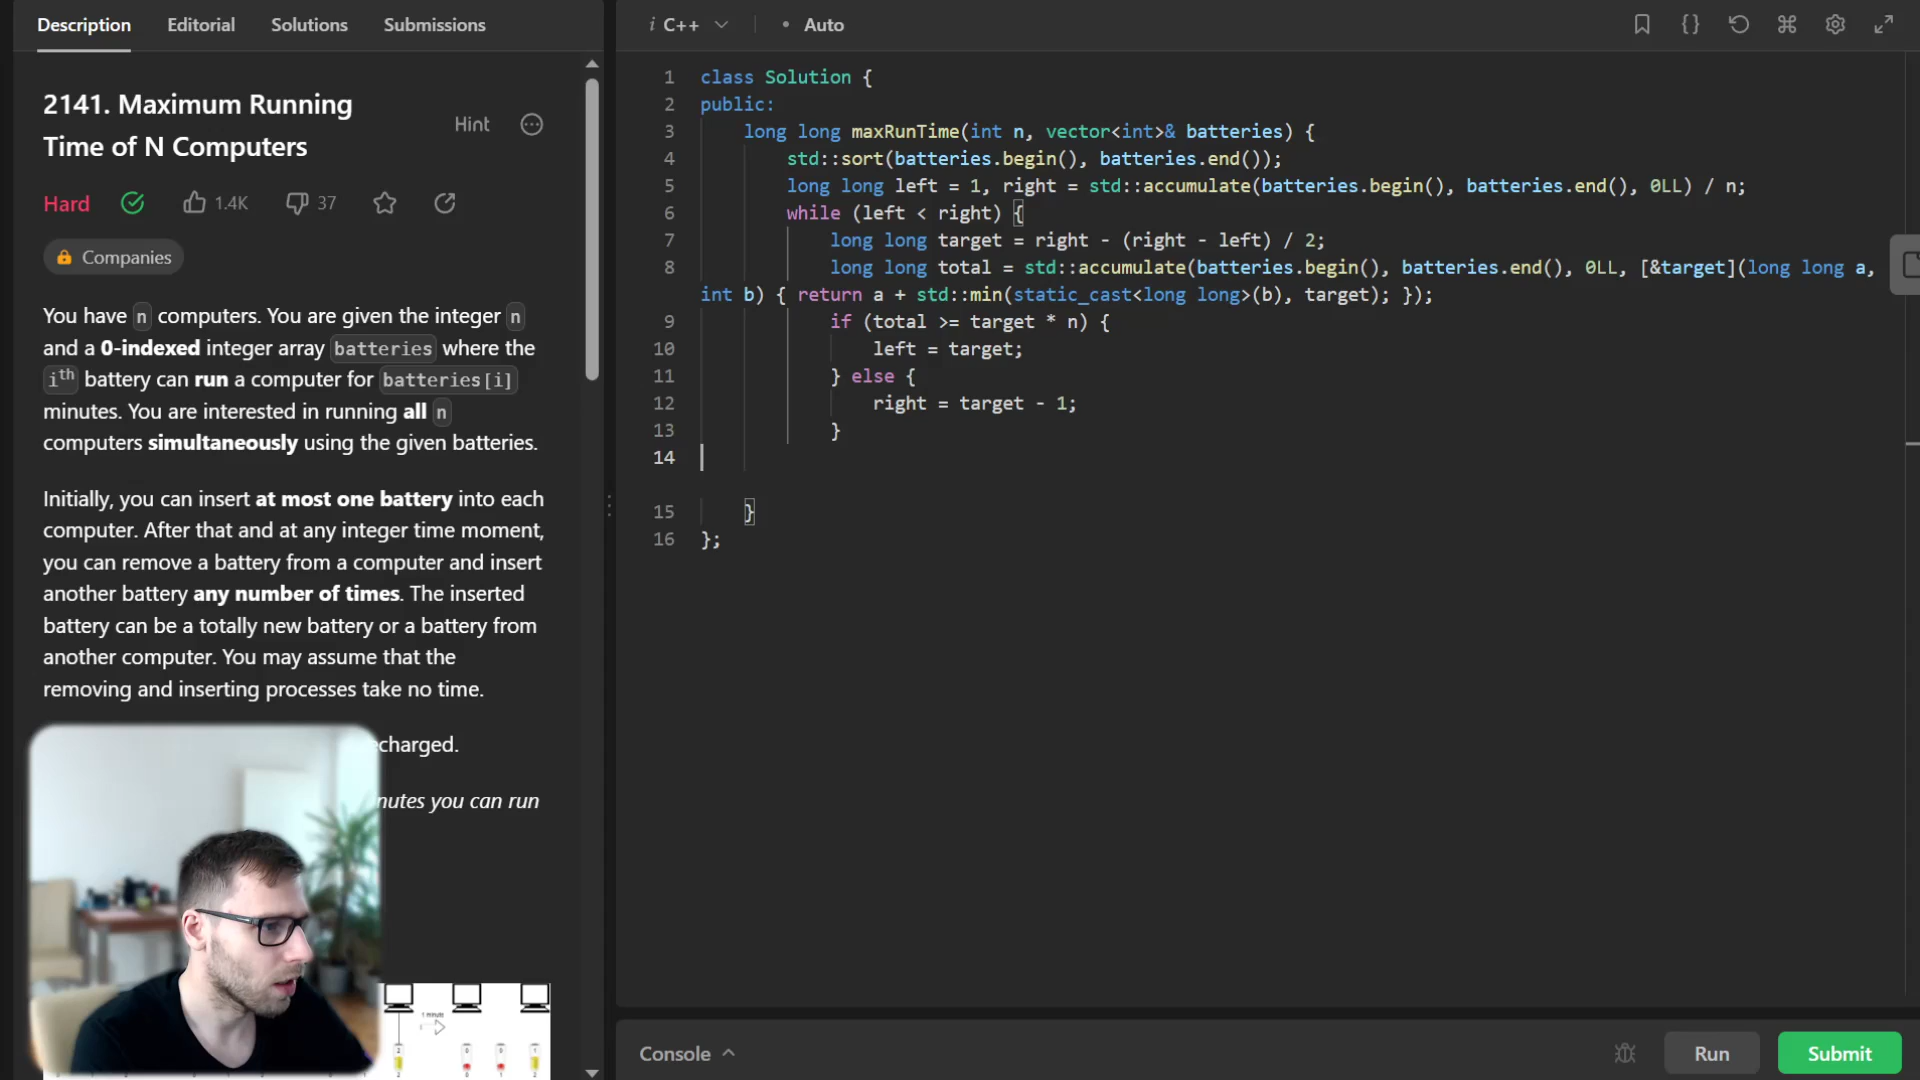 Description Editorial Solutions Submissions
2141. Maximum Running
Time of N Computers
Hint
Hard 1.4K 37
Companies
You have n computers. You are given the integer n
and a 0-indexed integer array batteries where the
ith battery can run a computer for batteries[i]
minutes. You are interested in running all n
computers simultaneously using the given batteries.
Initially, you can insert at most one battery into each
computer. After that and at any integer time moment,
you can remove a battery from a computer and insert
another battery any number of times. The inserted
battery can be a totally new battery or a battery from
another computer. You may assume that the
removing and inserting processes take no time.
echarged.
nutes you can run
1 minute
i C++ • Auto
1 class Solution {
2 public:
3 long long maxRunTime(int n, vector<int>& batteries) {
4 std::sort(batteries.begin(), batteries.end());
5 long long left = 1, right = std::accumulate(batteries.begin(), batteries.end(), 0LL) / n;
6 while (left < right) {
7 long long target = right - (right - left) / 2;
8 long long total = std::accumulate(batteries.begin(), batteries.end(), 0LL, [&target](long long a,
int b) { return a + std::min(static_cast<long long>(b), target); });
9 if (total >= target * n) {
10 left = target;
11 } else {
12 right = target - 1;
13 }
14
15 }
16 };
Console Run Submit